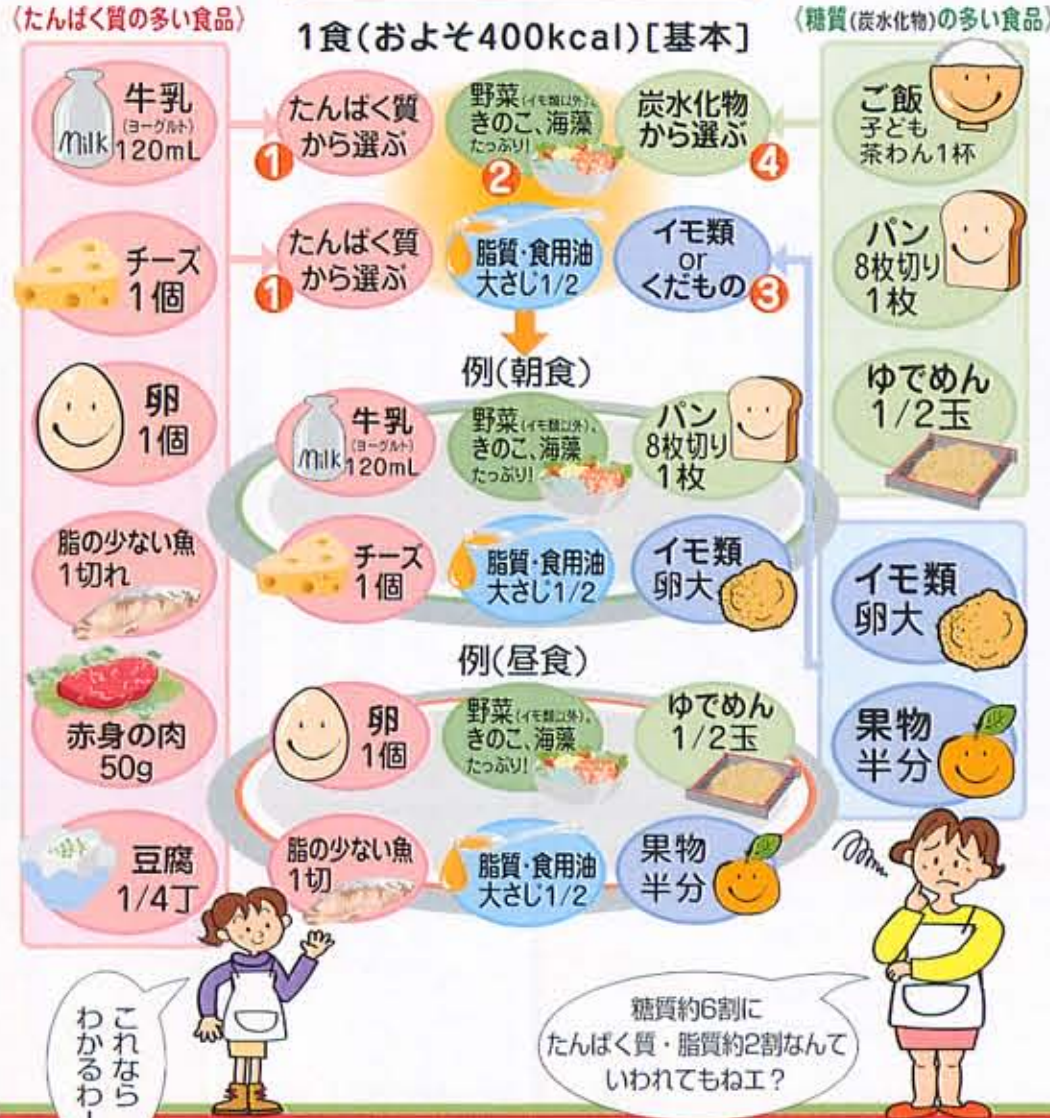 《たんぱく質の多い食品》
1食(およそ400kcal)[基本]
《糖質(炭水化物)の多い食品》
牛乳
(ヨーグルト)
120mL
Milk
チーズ
1個
卵
1個
脂の少ない魚
1切れ
赤身の肉
50g
豆腐
1/4丁
たんぱく質
から選ぶ
1
野菜(イモ類以外)、
きのこ、海藻
たっぷり!
2
炭水化物
から選ぶ
4
たんぱく質
から選ぶ
1
脂質・食用油
大さじ1/2
イモ類
or
くだもの
3
ご飯
子ども
茶わん1杯
パン
8枚切り
1枚
ゆでめん
1/2玉
イモ類
卵大
果物
半分
例(朝食)
牛乳
(ヨーグルト)
120mL
Milk
野菜(イモ類以外)、
きのこ、海藻
たっぷり!
パン
8枚切り
1枚
チーズ
1個
脂質・食用油
大さじ1/2
イモ類
卵大
例(昼食)
卵
1個
野菜(イモ類以外)、
きのこ、海藻
たっぷり!
ゆでめん
1/2玉
脂の少ない魚
1切
脂質・食用油
大さじ1/2
果物
半分
これなら
わかるわー
糖質約6割に
たんぱく質・脂質約2割なんて
いわれてもねエ?